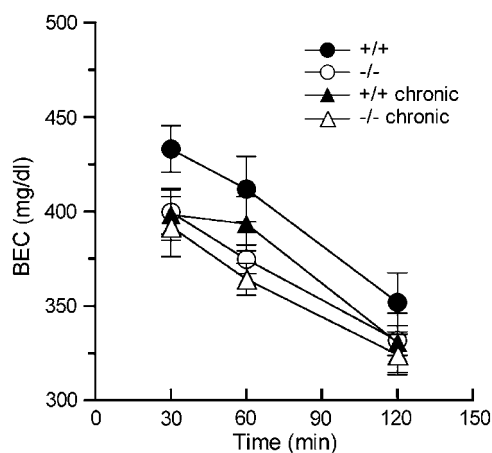 500
450
400
350
300
BEC (mg/dl)
+/+
-/-
+/+ chronic
-/- chronic
0 30 60 90 120 150
Time (min)